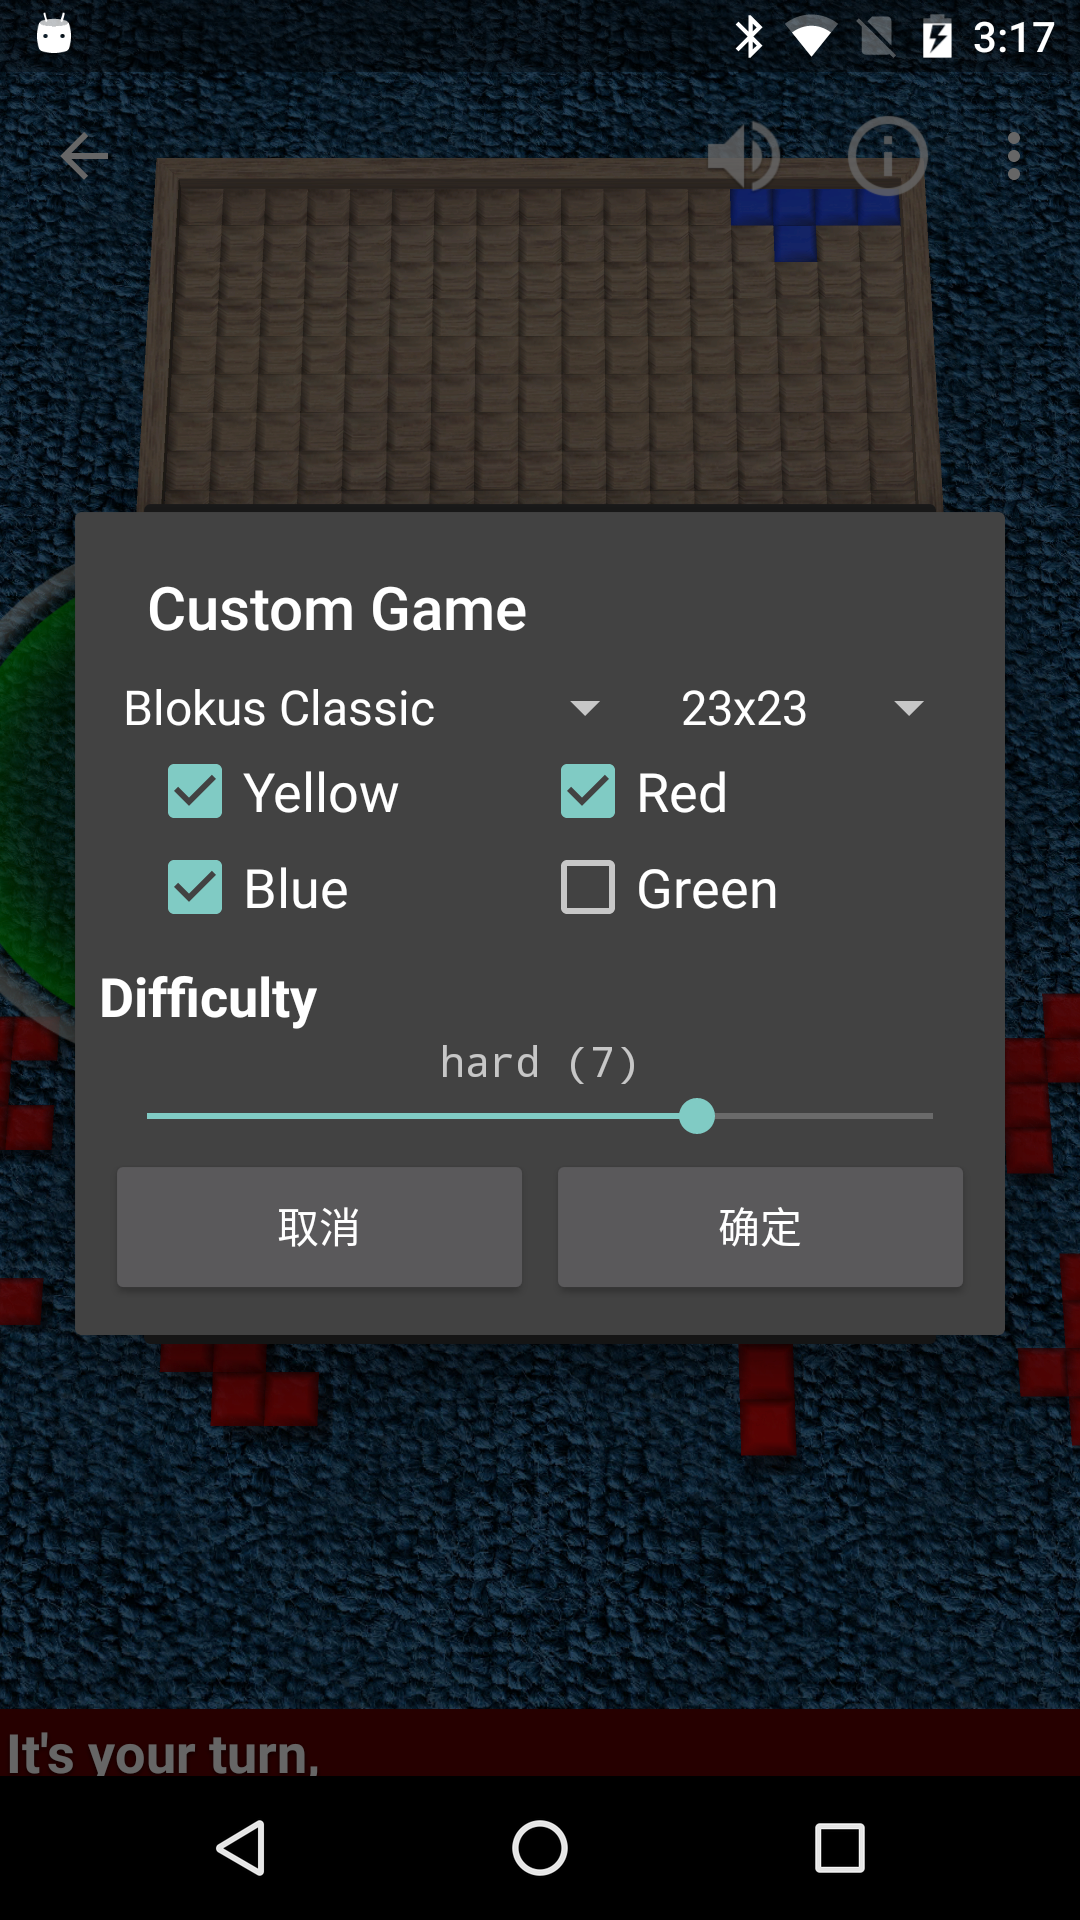 3:17
Custom Game
Blokus Classic 23x23
Yellow Red
Blue Green
Difficulty
hard (7)
取消 确定
It's your turn,